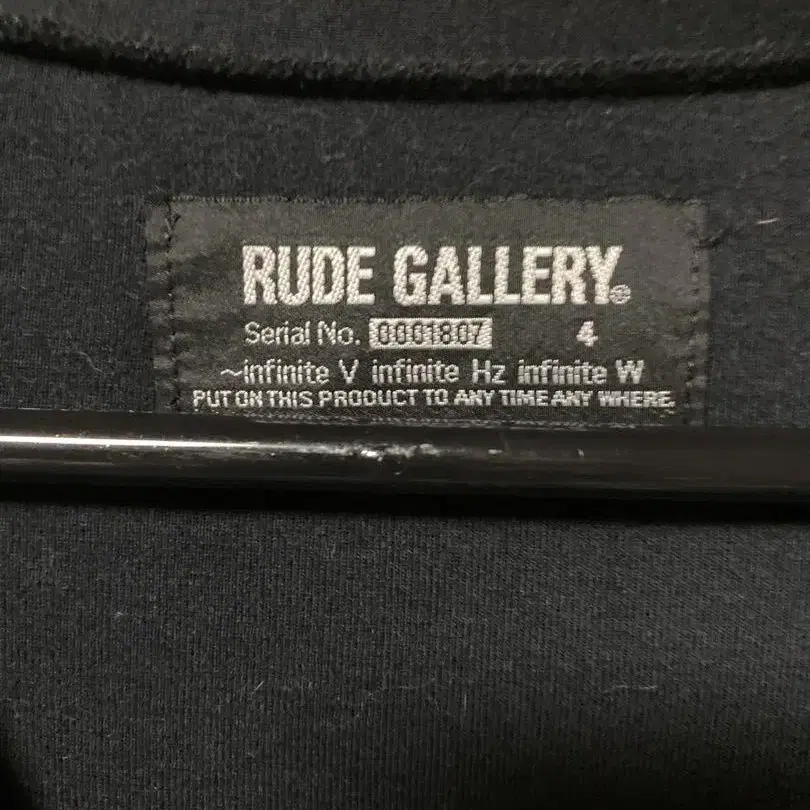 RUDE GALLERY®
Serial No. 0001807 4
~infinite V infinite Hz infinite W
PUT ON THIS PRODUCT TO ANY TIME ANY WHERE.